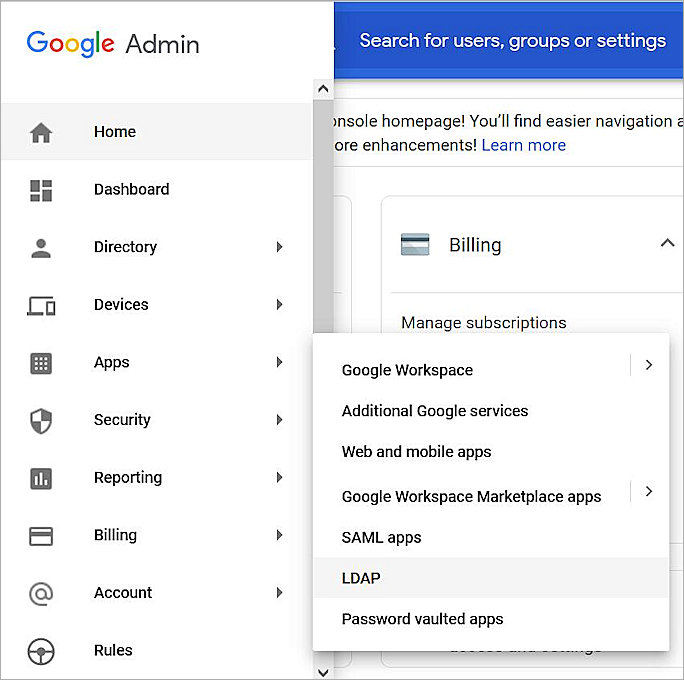 Google Admin
Search for users, groups or settings
onsole homepage! You'll find easier navigation a
ore enhancements! Learn more
Home
Dashboard
Directory
Devices
Apps
Security
Reporting
Billing
Account
Rules
Billing
Manage subscriptions
Google Workspace
Additional Google services
Web and mobile apps
Google Workspace Marketplace apps
SAML apps
LDAP
Password vaulted apps